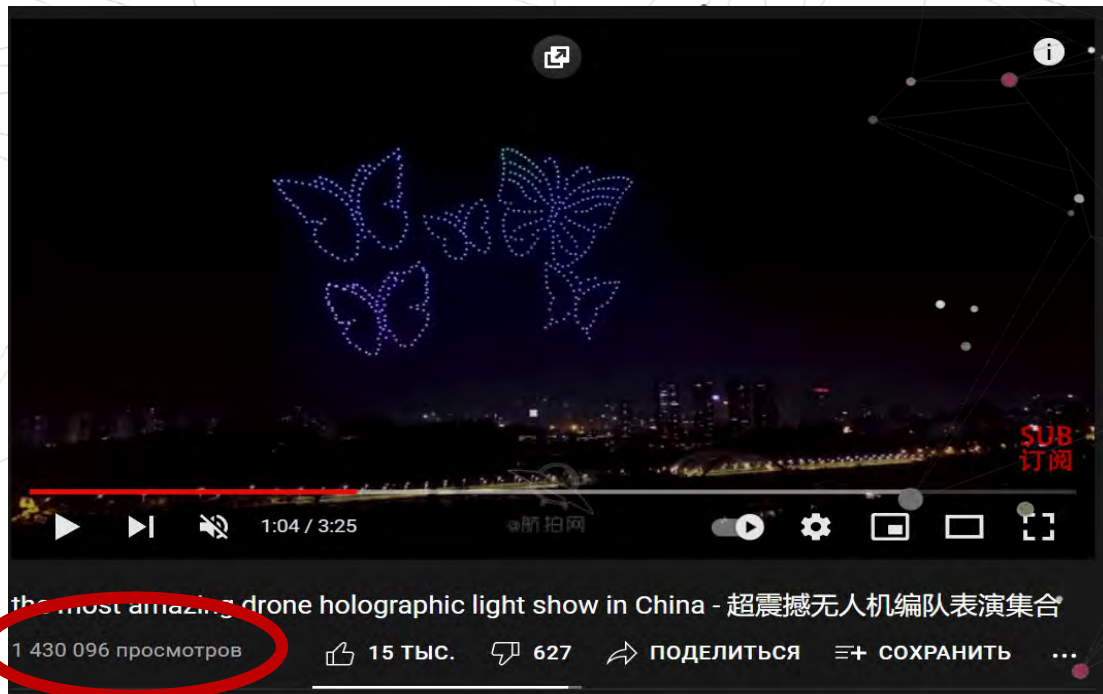 SUB
订阅
1:04 / 3:25
@航拍网
the most amazing drone holographic light show in China - 超震撼无人机编队表演集合
1 430 096 просмотров
15 ТЫС.
627
ПОДЕЛИТЬСЯ
СОХРАНИТЬ